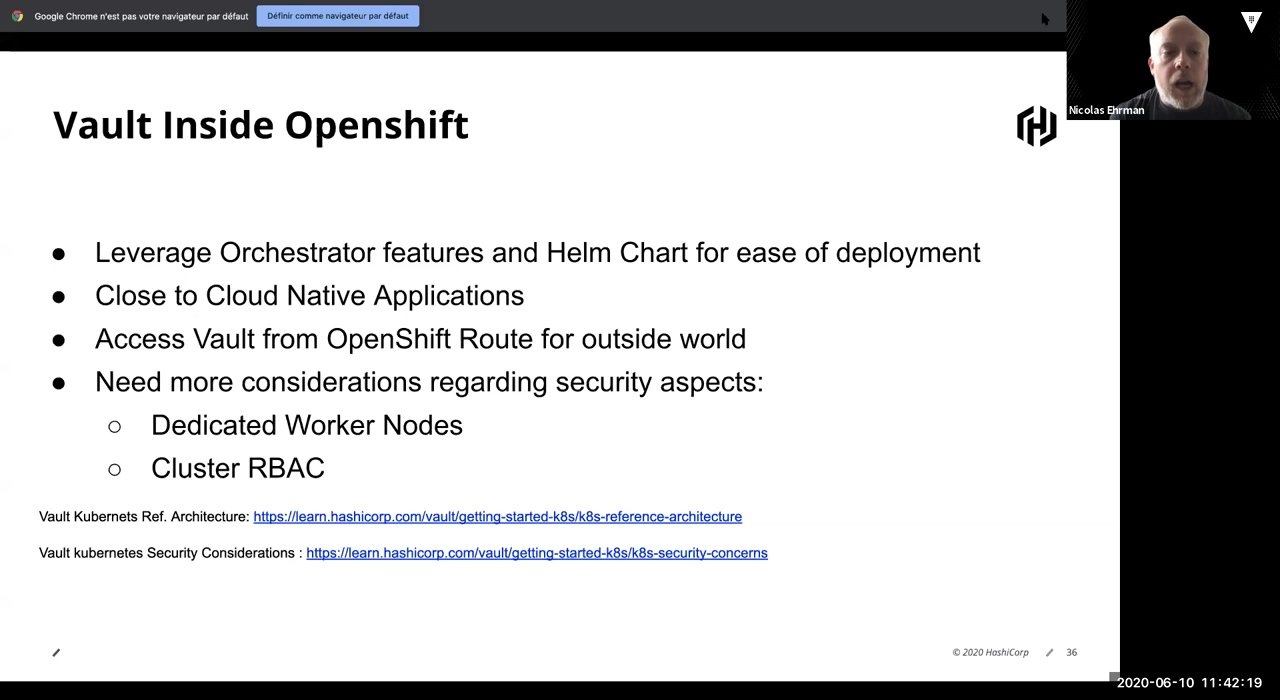 Google Chrome n'est pas votre navigateur par défaut
Définir comme navigateur par défaut
Nicolas Ehrman
Vault Inside Openshift
● Leverage Orchestrator features and Helm Chart for ease of deployment
● Close to Cloud Native Applications
● Access Vault from OpenShift Route for outside world
● Need more considerations regarding security aspects:
○ Dedicated Worker Nodes
○ Cluster RBAC
Vault Kubernets Ref. Architecture: https://learn.hashicorp.com/vault/getting-started-k8s/k8s-reference-architecture
Vault kubernetes Security Considerations : https://learn.hashicorp.com/vault/getting-started-k8s/k8s-security-concerns
© 2020 HashiCorp
36
2020-06-10 11:42:19